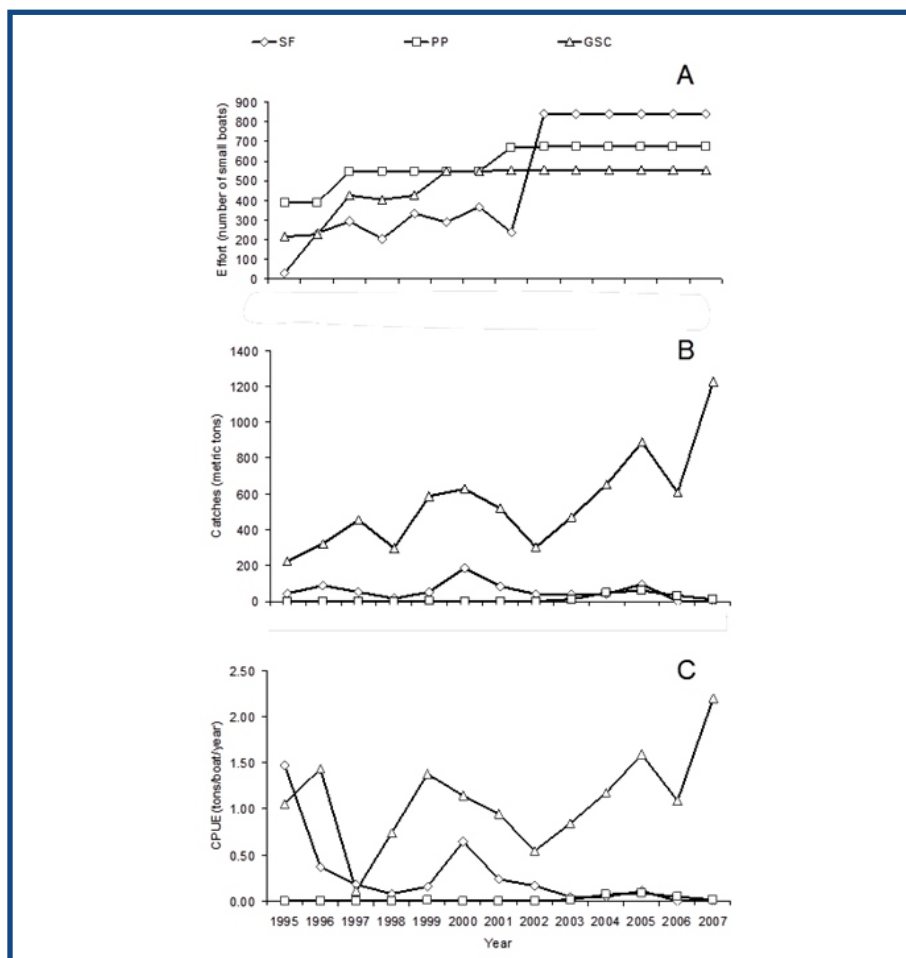 SF PP GSC
A
Effort (number of small boats)
900
800
700
600
500
400
300
200
100
0
B
Catches (metric tons)
1400
1200
1000
800
600
400
200
0
C
CPUE (tons/boat/year)
2.50
2.00
1.50
1.00
0.50
0.00
1995 1996 1997 1998 1999 2000 2001 2002 2003 2004 2005 2006 2007
Year